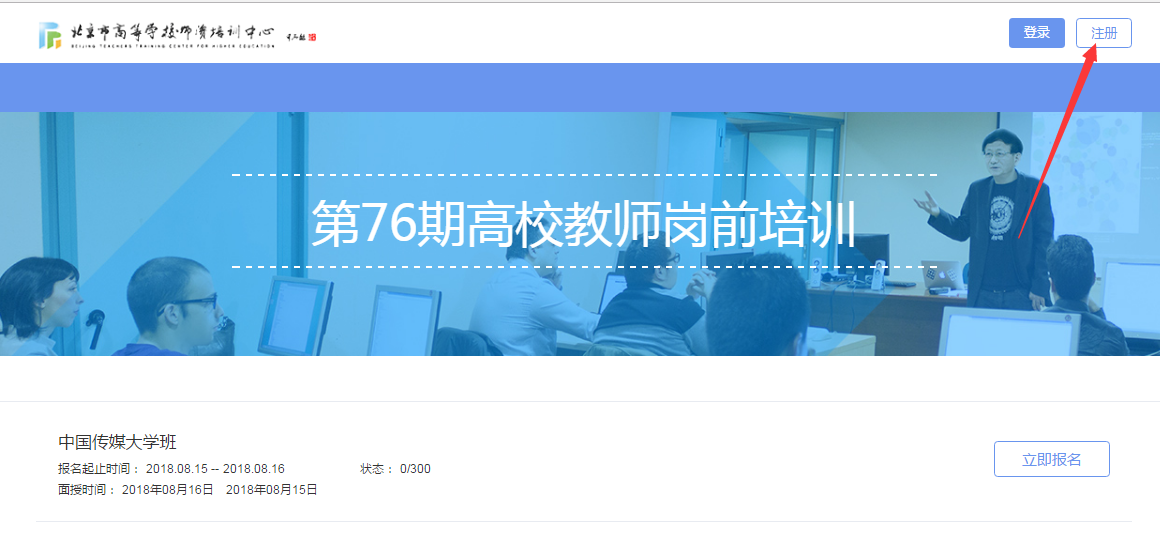 北京市高等学校师资培训中心
BEIJING TEACHERS TRAINING CENTER FOR HIGHER EDUCATION
登录
注册
第76期高校教师岗前培训
中国传媒大学班
报名起止时间： 2018.08.15 -- 2018.08.16 状态： 0/300
立即报名
面授时间： 2018年08月16日 2018年08月15日